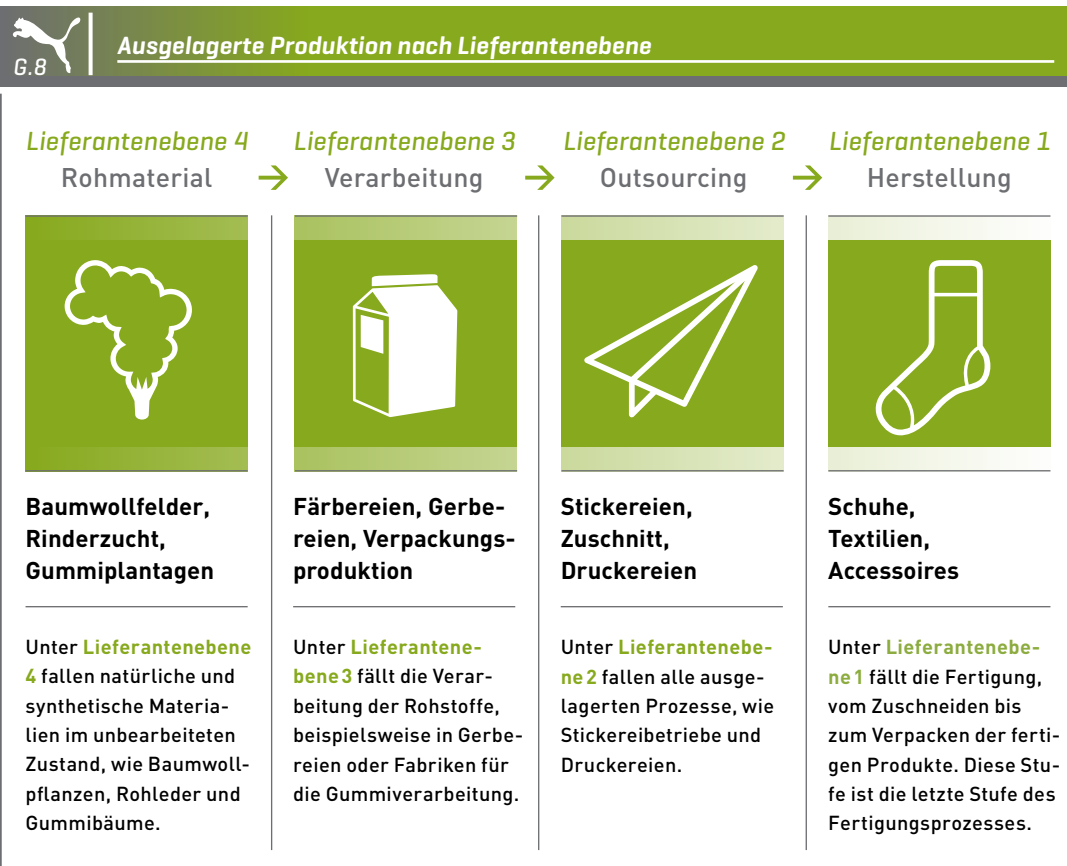 G.8
Ausgelagerte Produktion nach Lieferantenebene
Lieferantenebene 4
Rohmaterial
Lieferantenebene 3
Verarbeitung
Lieferantenebene 2
Outsourcing
Lieferantenebene 1
Herstellung
Baumwollfelder,
Rinderzucht,
Gummiplantagen
Unter Lieferantenebene
4 fallen natürliche und
synthetische Materia-
lien im unbearbeiteten
Zustand, wie Baumwoll-
pflanzen, Rohleder und
Gummibäume.
Färbereien, Gerbe-
reien, Verpackungs-
produktion
Unter Lieferantene-
bene 3 fällt die Verar-
beitung der Rohstoffe,
beispielsweise in Gerbe-
reien oder Fabriken für
die Gummiverarbeitung.
Stickereien,
Zuschnitt,
Druckereien
Unter Lieferantenebe-
ne 2 fallen alle ausge-
lagerten Prozesse, wie
Stickereibetriebe und
Druckereien.
Schuhe,
Textilien,
Accessoires
Unter Lieferantenebe-
ne 1 fällt die Fertigung,
vom Zuschneiden bis
zum Verpacken der ferti-
gen Produkte. Diese Stu-
fe ist die letzte Stufe des
Fertigungsprozesses.